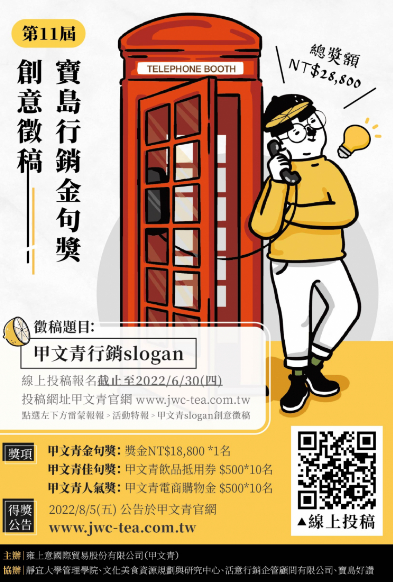 第11屆
寶島行銷金句獎
創意徵稿
總獎額
NT$28,800
TELEPHONE BOOTH
徵稿題目:
甲文青行銷slogan
線上投稿報名截止至2022/6/30(四)
投稿網址甲文青官網 www.jwc-tea.com.tw
點選左下方雷蒙報報>活動特報>甲文青slogan創意徵稿
獎項
甲文青金句獎: 獎金NT$18,800 *1名
甲文青佳句獎: 甲文青飲品抵用券 $500*10名
甲文青人氣獎: 甲文青電商購物金 $500*10名
得獎
公告
2022/8/5(五) 公告於甲文青官網
www.jwc-tea.com.tw
▲線上投稿
主辦|雍上意國際貿易股份有限公司(甲文青)
協辦|靜宜大學管理學院、文化美食資源規劃與研究中心、活意行銷企管顧問有限公司、寶島好讚